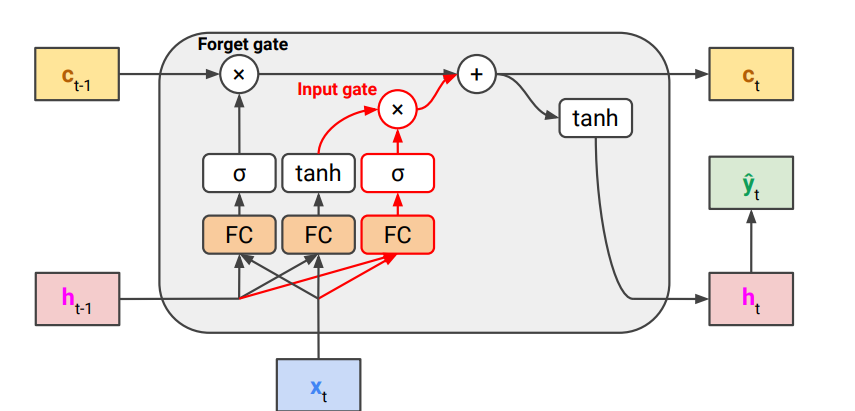 Forget gate
c t-1
×
+
c t
Input gate
×
tanh
σ
tanh
σ
ŷ t
FC
FC
FC
h t-1
h t
x t